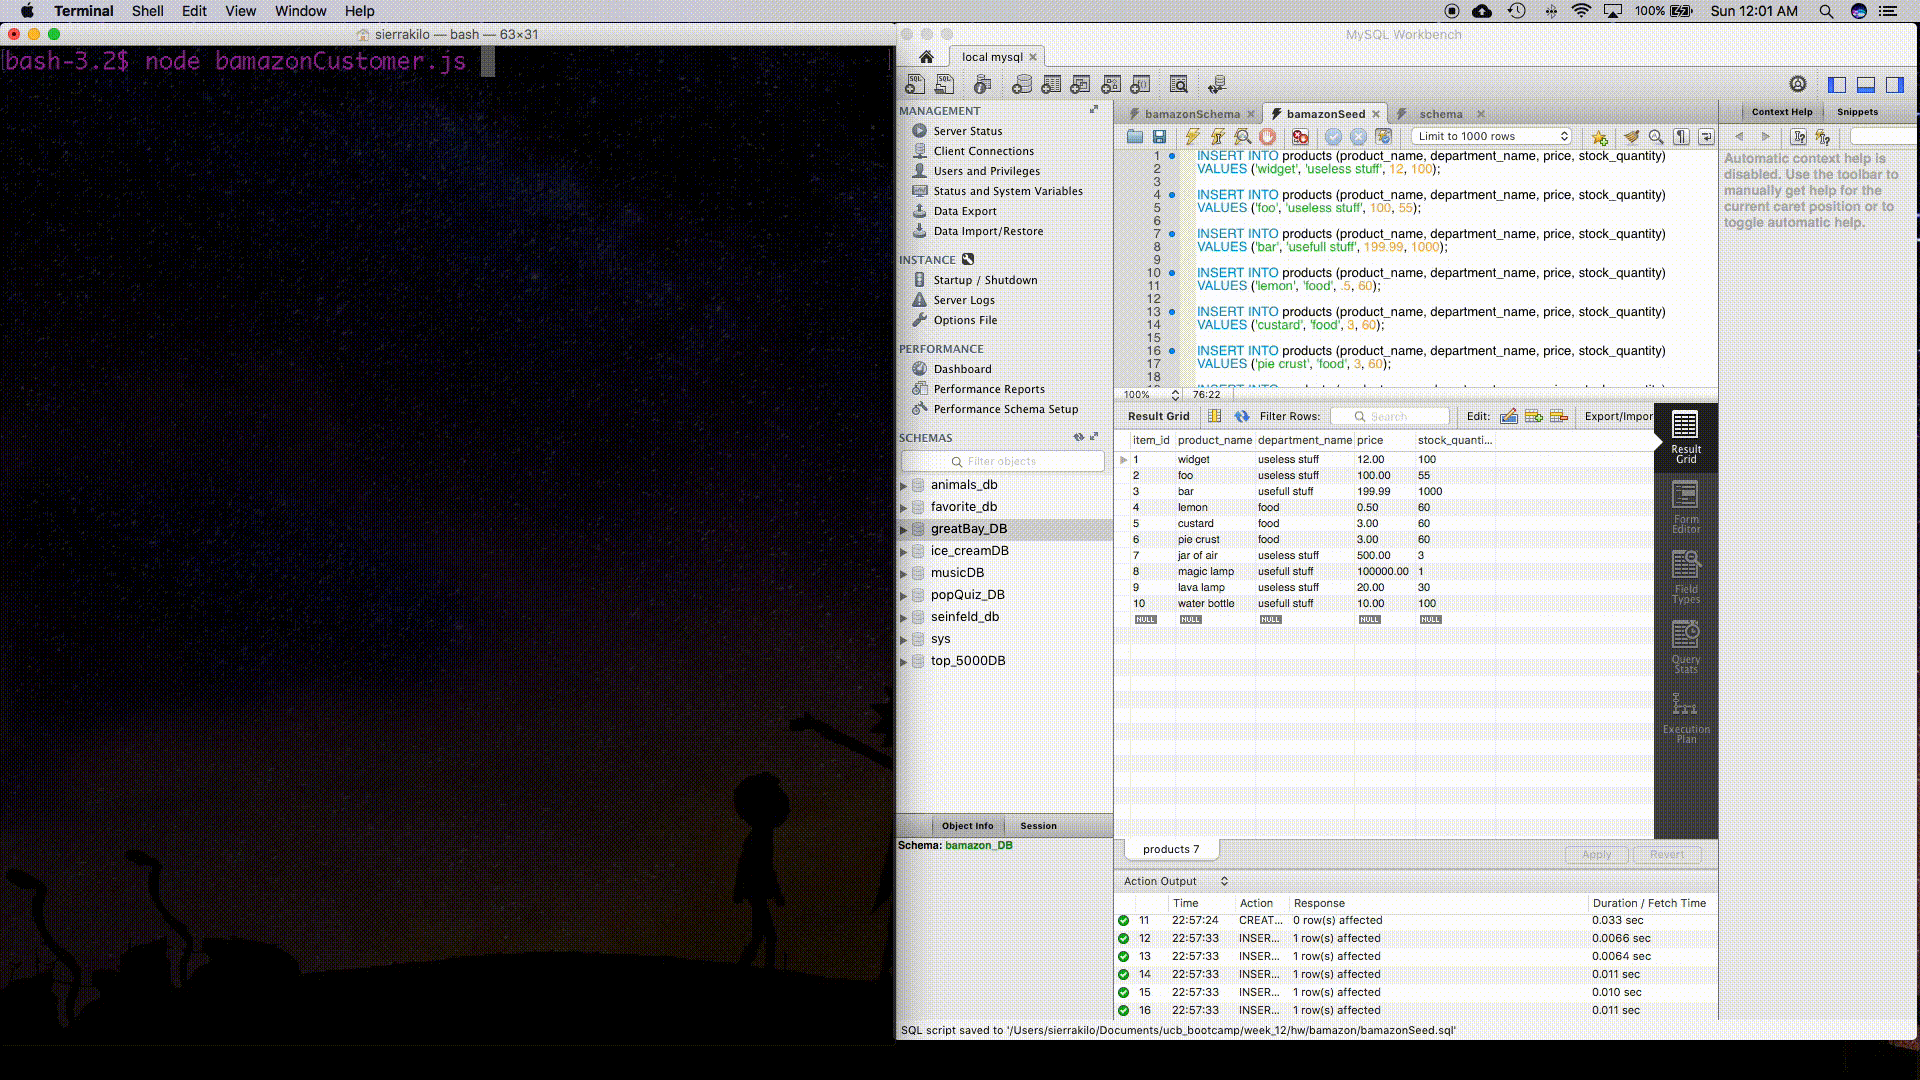 Terminal Shell Edit View Window Help 100% Sun 12:01 AM
sierrakilo — bash — 63×31
[bash-3.2$ node bamazonCustomer.js
MySQL Workbench
local mysql
MANAGEMENT
Server Status
Client Connections
Users and Privileges
Status and System Variables
Data Export
Data Import/Restore
INSTANCE
Startup / Shutdown
Server Logs
Options File
PERFORMANCE
Dashboard
Performance Reports
Performance Schema Setup
SCHEMAS
Filter objects
animals_db
favorite_db
greatBay_DB
ice_creamDB
musicDB
popQuiz_DB
seinfeld_db
sys
top_5000DB
Object Info Session
Schema: bamazon_DB
bamazonSchema bamazonSeed schema
Limit to 1000 rows
1 INSERT INTO products (product_name, department_name, price, stock_quantity)
2 VALUES ('widget', 'useless stuff', 12, 100);
3
4 INSERT INTO products (product_name, department_name, price, stock_quantity)
5 VALUES ('foo', 'useless stuff', 100, 55);
6
7 INSERT INTO products (product_name, department_name, price, stock_quantity)
8 VALUES ('bar', 'usefull stuff', 199.99, 1000);
9
10 INSERT INTO products (product_name, department_name, price, stock_quantity)
11 VALUES ('lemon', 'food', .5, 60);
12
13 INSERT INTO products (product_name, department_name, price, stock_quantity)
14 VALUES ('custard', 'food', 3, 60);
15
16 INSERT INTO products (product_name, department_name, price, stock_quantity)
17 VALUES ('pie crust', 'food', 3, 60);
18
100% 76:22
Result Grid Filter Rows: Search Edit: Export/Impor
item_id product_name department_name price stock_quanti...
1 widget useless stuff 12.00 100
2 foo useless stuff 100.00 55
3 bar usefull stuff 199.99 1000
4 lemon food 0.50 60
5 custard food 3.00 60
6 pie crust food 3.00 60
7 jar of air useless stuff 500.00 3
8 magic lamp usefull stuff 100000.00 1
9 lava lamp useless stuff 20.00 30
10 water bottle usefull stuff 10.00 100
NULL NULL NULL NULL NULL
Result Grid
Form Editor
Field Types
Query Stats
Execution Plan
products 7 Apply Revert
Action Output
Time Action Response Duration / Fetch Time
11 22:57:24 CREAT... 0 row(s) affected 0.033 sec
12 22:57:33 INSER... 1 row(s) affected 0.0066 sec
13 22:57:33 INSER... 1 row(s) affected 0.0064 sec
14 22:57:33 INSER... 1 row(s) affected 0.011 sec
15 22:57:33 INSER... 1 row(s) affected 0.010 sec
16 22:57:33 INSER... 1 row(s) affected 0.011 sec
Context Help Snippets
Automatic context help is
disabled. Use the toolbar to
manually get help for the
current caret position or to
toggle automatic help.
SQL script saved to '/Users/sierrakilo/Documents/ucb_bootcamp/week_12/hw/bamazon/bamazonSeed.sql'